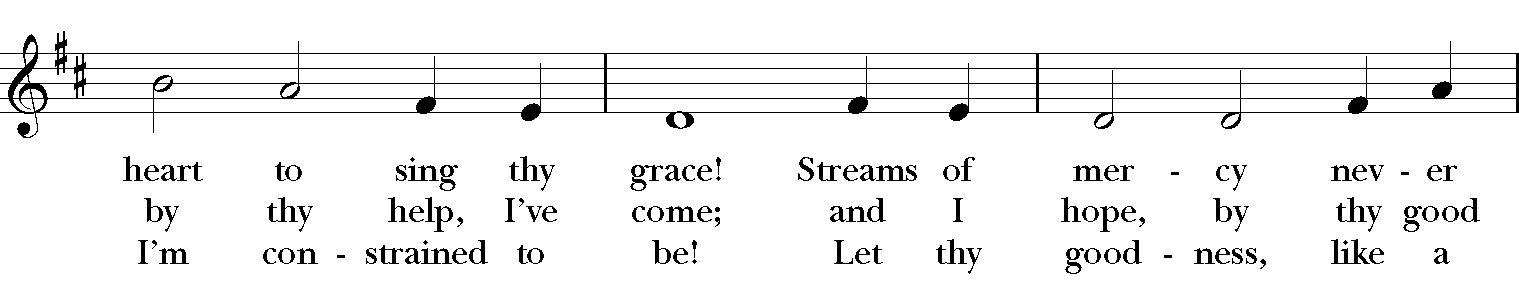 heart to sing thy grace! Streams of mer - cy nev - er
by thy help, I've come; and I hope, by thy good
I'm con - strained to be! Let thy good - ness, like a